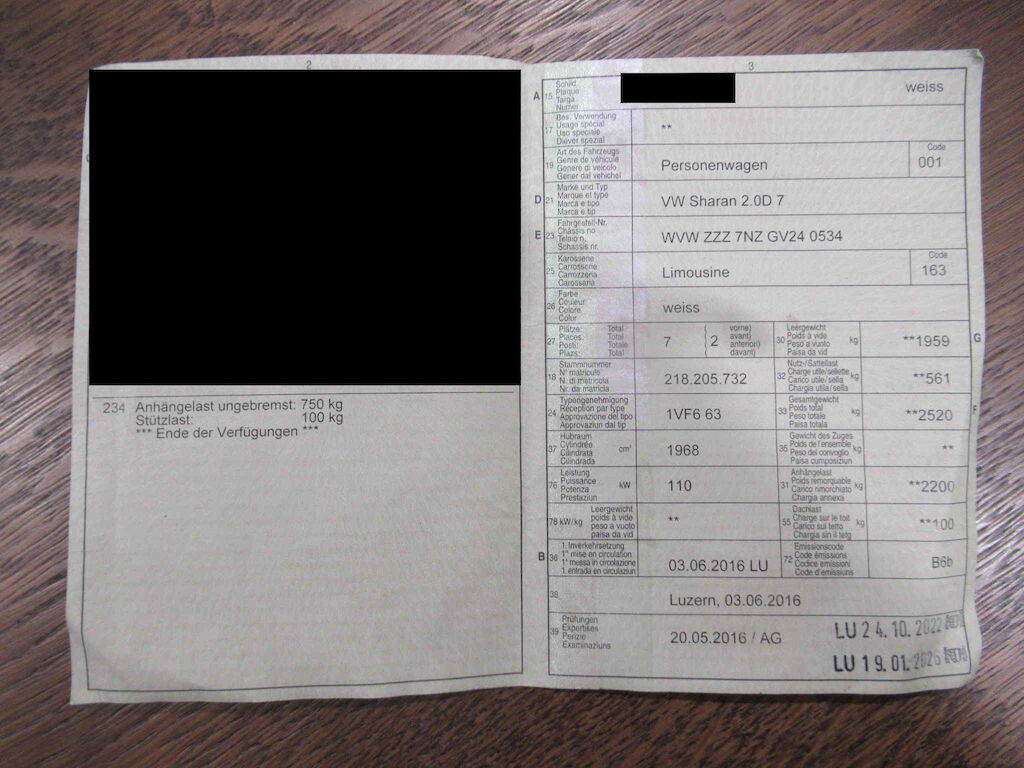 2
234 Anhängelast ungebremst: 750 kg
Stützlast: 100 kg
*** Ende der Verfügungen ***
3
A 15 Schild
Plaque
Targa
Numer
weiss
17 Bes. Verwendung
Usage spécial
Uso speciale
Diever spezial
**
19 Art des Fahrzeugs
Genre de véhicule
Genere di veicolo
Gener dal vehichel
Personenwagen
Code
001
D 21 Marke und Typ
Marque et type
Marca e tipo
Marca e tip
VW Sharan 2.0D 7
E 23 Fahrgestell-Nr.
Châssis no
Telaio n.
Schassis nr.
WVW ZZZ 7NZ GV24 0534
25 Karosserie
Carrosserie
Carrozzeria
Carossaria
Limousine
Code
163
26 Farbe
Couleur
Colore
Color
weiss
27 Plätze: Total
Places: Total
Posti: Totale
Plazs: Total
7
( vorne)
( 2 avant)
( anteriori)
( davant)
30 Leergewicht
Poids à vide
Peso a vuoto
Paisa da vid
kg
**1959
G
18 Stammnummer
N° matricule
N. di matricola
Nr. da matricla
218.205.732
32 Nutz-/Sattellast
Charge utile/sellette
Carico utile/sella
Chargia utila/sella
kg
**561
24 Typengenehmigung
Réception par type
Approvazione del tipo
Approvaziun dal tip
1VF6 63
33 Gesamtgewicht
Poids total
Peso totale
Paisa totala
kg
**2520
F
37 Hubraum
Cylindrée
Cilindrata
Cilindrada
cm³
1968
35 Gewicht des Zuges
Poids de l'ensemble
Peso del convoglio
Paisa cumposiziun
kg
**
76 Leistung
Puissance
Potenza
Prestaziun
kW
110
31 Anhängelast
Poids remorquable
Carico rimorchiato
Chargia annexa
kg
**2200
78 kW/kg Leergewicht
poids à vide
peso a vuoto
paisa da vid
**
55 Dachlast
Charge sur le toit
Carico sul tetto
Chargia sin il tetg
kg
**100
B 36 1. Inverkehrsetzung
1re mise en circulation
1a messa in circolazione
1. entrada en circulaziun
03.06.2016 LU
72 Emissionscode
Code émissions
Codice emissioni
Code d'emissiuns
B6b
38 Luzern, 03.06.2016
39 Prüfungen
Expertises
Perizie
Examinaziuns
20.05.2016 / AG
LU 24.10.2022
LU 19.01.2026